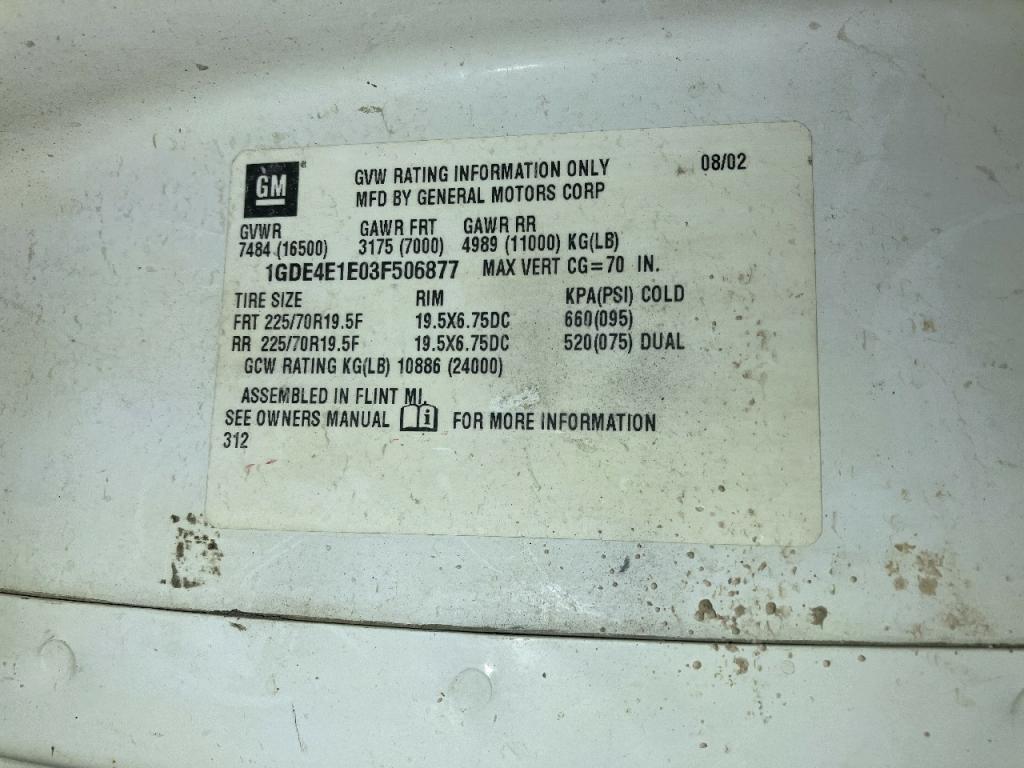 GM
GVW RATING INFORMATION ONLY 08/02
MFD BY GENERAL MOTORS CORP
GVWR GAWR FRT GAWR RR
7484 (16500) 3175 (7000) 4989 (11000) KG(LB)
1GDE4E1E03F506877 MAX VERT CG=70 IN.
TIRE SIZE RIM KPA(PSI) COLD
FRT 225/70R19.5F 19.5X6.75DC 660(095)
RR 225/70R19.5F 19.5X6.75DC 520(075) DUAL
GCW RATING KG(LB) 10886 (24000)
ASSEMBLED IN FLINT MI.
SEE OWNERS MANUAL i FOR MORE INFORMATION
312